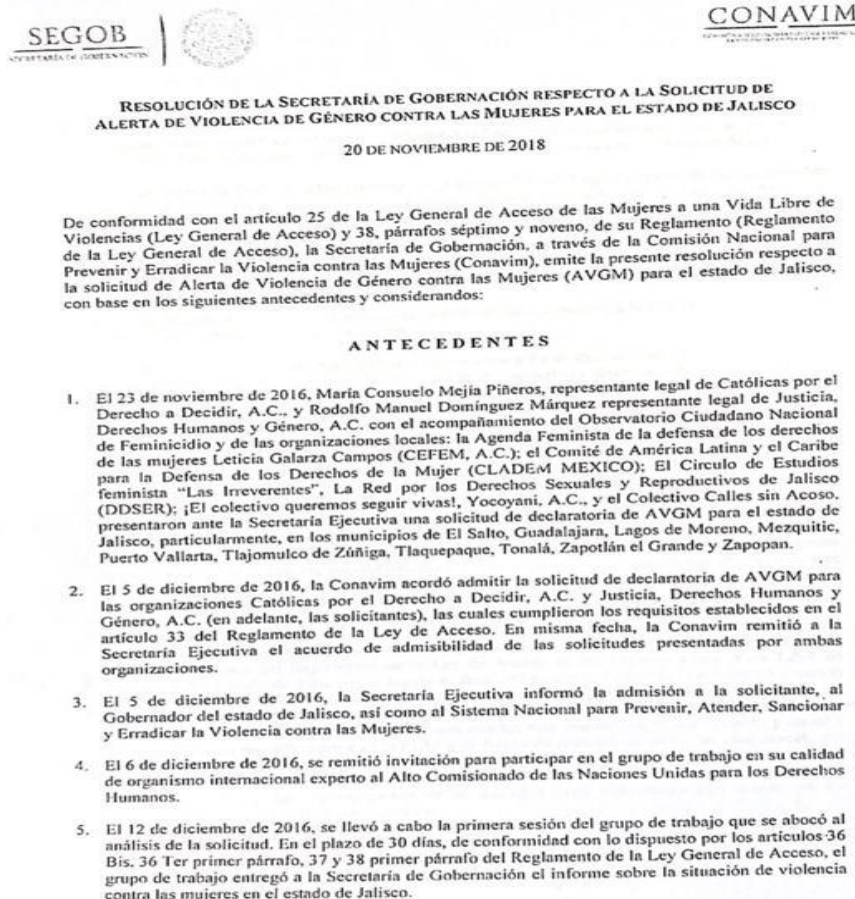 SEGOB
SECRETARÍA DE GOBERNACIÓN
CONAVIM
RESOLUCIÓN DE LA SECRETARÍA DE GOBERNACIÓN RESPECTO A LA SOLICITUD DE
ALERTA DE VIOLENCIA DE GÉNERO CONTRA LAS MUJERES PARA EL ESTADO DE JALISCO
20 DE NOVIEMBRE DE 2018
De conformidad con el artículo 25 de la Ley General de Acceso de las Mujeres a una Vida Libre de
Violencias (Ley General de Acceso) y 38, párrafos séptimo y noveno, de su Reglamento (Reglamento
de la Ley General de Acceso), la Secretaría de Gobernación, a través de la Comisión Nacional para
Prevenir y Erradicar la Violencia contra las Mujeres (Conavim), emite la presente resolución respecto a
la solicitud de Alerta de Violencia de Género contra las Mujeres (AVGM) para el estado de Jalisco,
con base en los siguientes antecedentes y considerandos:
ANTECEDENTES
1. El 23 de noviembre de 2016, María Consuelo Mejía Piñeros, representante legal de Católicas por el
Derecho a Decidir, A.C., y Rodolfo Manuel Domínguez Márquez representante legal de Justicia,
Derechos Humanos y Género, A.C. con el acompañamiento del Observatorio Ciudadano Nacional
de Feminicidio y de las organizaciones locales: la Agenda Feminista de la defensa de los derechos
de las mujeres Leticia Galarza Campos (CEFEM, A.C.); el Comité de América Latina y el Caribe
para la Defensa de los Derechos de la Mujer (CLADEM MEXICO); El Circulo de Estudios
feminista "Las Irreverentes", La Red por los Derechos Sexuales y Reproductivos de Jalisco
(DDSER); ¡El colectivo queremos seguir vivas!, Yocoyani, A.C., y el Colectivo Calles sin Acoso,
presentaron ante la Secretaría Ejecutiva una solicitud de declaratoria de AVGM para el estado de
Jalisco, particularmente, en los municipios de El Salto, Guadalajara, Lagos de Moreno, Mezquitic,
Puerto Vallarta, Tlajomulco de Zúñiga, Tlaquepaque, Tonalá, Zapotlán el Grande y Zapopan.
2. El 5 de diciembre de 2016, la Conavim acordó admitir la solicitud de declaratoria de AVGM para
las organizaciones Católicas por el Derecho a Decidir, A.C. y Justicia, Derechos Humanos y
Género, A.C. (en adelante, las solicitantes), las cuales cumplieron los requisitos establecidos en el
artículo 33 del Reglamento de la Ley de Acceso. En misma fecha, la Conavim remitió a la
Secretaría Ejecutiva el acuerdo de admisibilidad de las solicitudes presentadas por ambas
organizaciones.
3. El 5 de diciembre de 2016, la Secretaría Ejecutiva informó la admisión a la solicitante, al
Gobernador del estado de Jalisco, así como al Sistema Nacional para Prevenir, Atender, Sancionar
y Erradicar la Violencia contra las Mujeres.
4. El 6 de diciembre de 2016, se remitió invitación para participar en el grupo de trabajo en su calidad
de organismo internacional experto al Alto Comisionado de las Naciones Unidas para los Derechos
Humanos.
5. El 12 de diciembre de 2016, se llevó a cabo la primera sesión del grupo de trabajo que se abocó al
análisis de la solicitud. En el plazo de 30 días, de conformidad con lo dispuesto por los artículos 36
Bis. 36 Ter primer párrafo, 37 y 38 primer párrafo del Reglamento de la Ley General de Acceso, el
grupo de trabajo entregó a la Secretaría de Gobernación el informe sobre la situación de violencia
contra las mujeres en el estado de Jalisco.